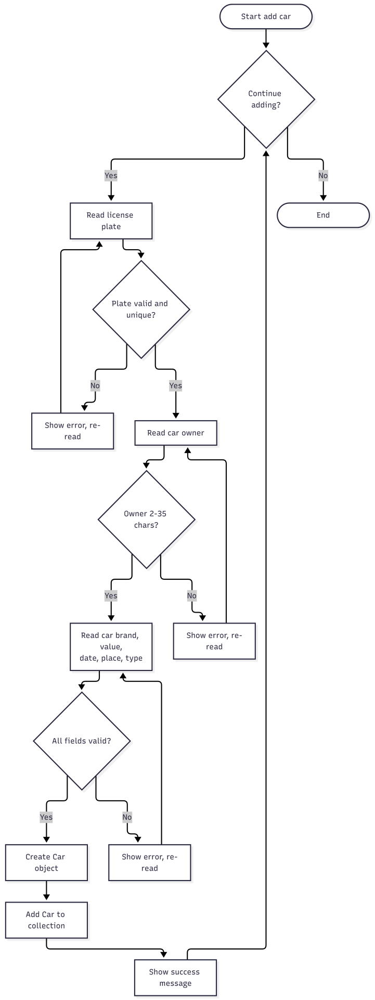 Start add car
Continue
adding?
Yes
No
Read license
plate
End
Plate valid and
unique?
No
Yes
Show error, re-
read
Read car owner
Owner 2-35
chars?
Yes
No
Read car brand,
value,
date, place, type
Show error, re-
read
All fields valid?
Yes
No
Create Car
object
Show error, re-
read
Add Car to
collection
Show success
message